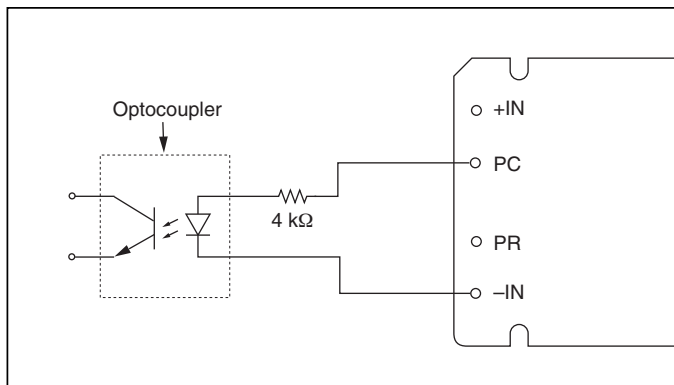 Optocoupler
+IN
PC
4 kΩ
PR
–IN